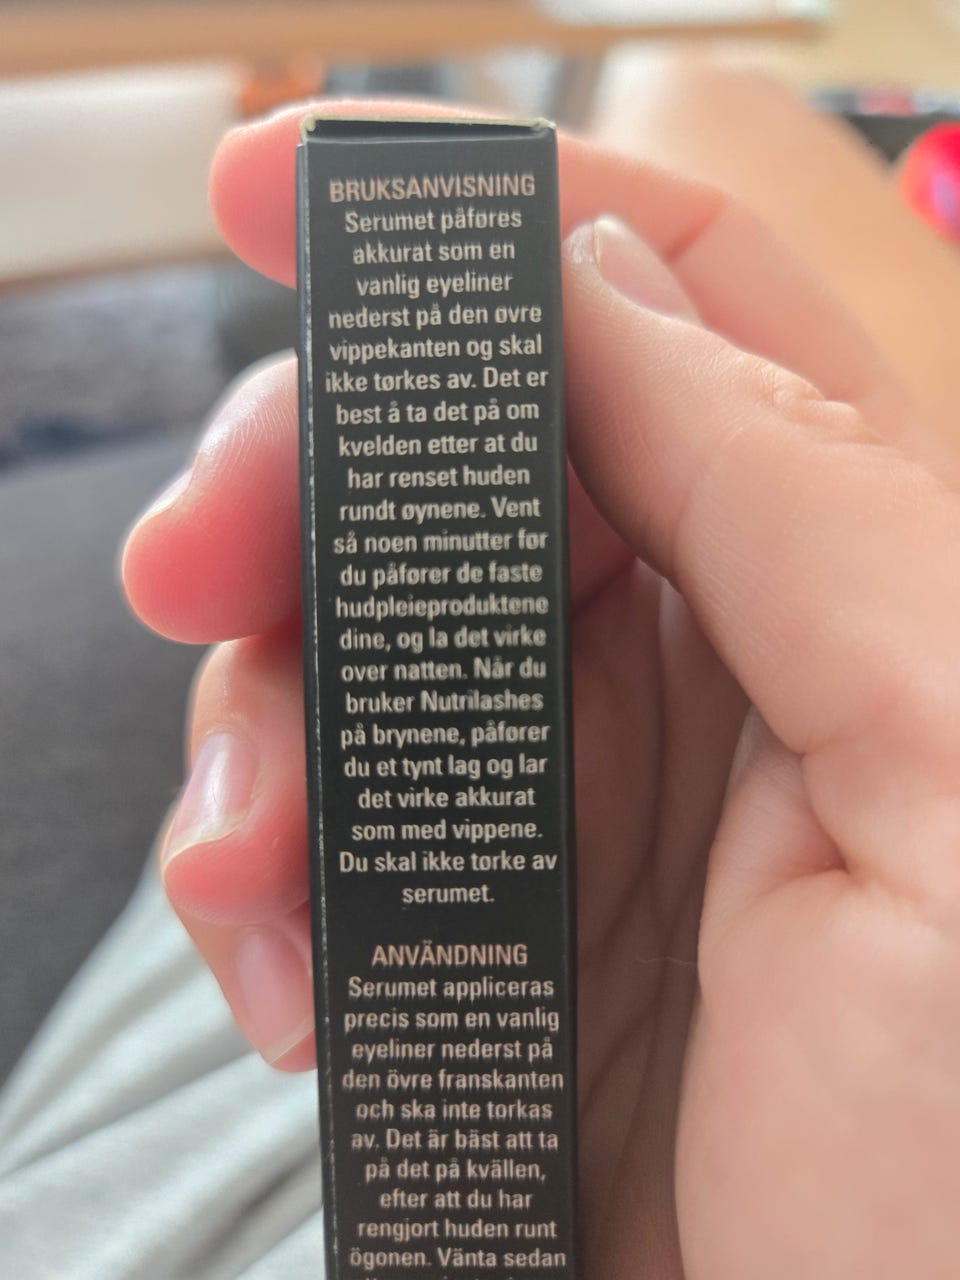 BRUKSANVISNING
Serumet påføres
akkurat som en
vanlig eyeliner
nederst på den øvre
vippekanten og skal
ikke tørkes av. Det er
best å ta det på om
kvelden etter at du
har renset huden
rundt øynene. Vent
så noen minutter før
du påfører de faste
hudpleieproduktene
dine, og la det virke
over natten. Når du
bruker Nutrilashes
på brynene, påfører
du et tynt lag og lar
det virke akkurat
som med vippene.
Du skal ikke tørke av
serumet.
ANVÄNDNING
Serumet appliceras
precis som en vanlig
eyeliner nederst på
den övre franskanten
och ska inte torkas
av. Det är bäst att ta
på det på kvällen,
efter att du har
rengjort huden runt
ögonen. Vänta sedan